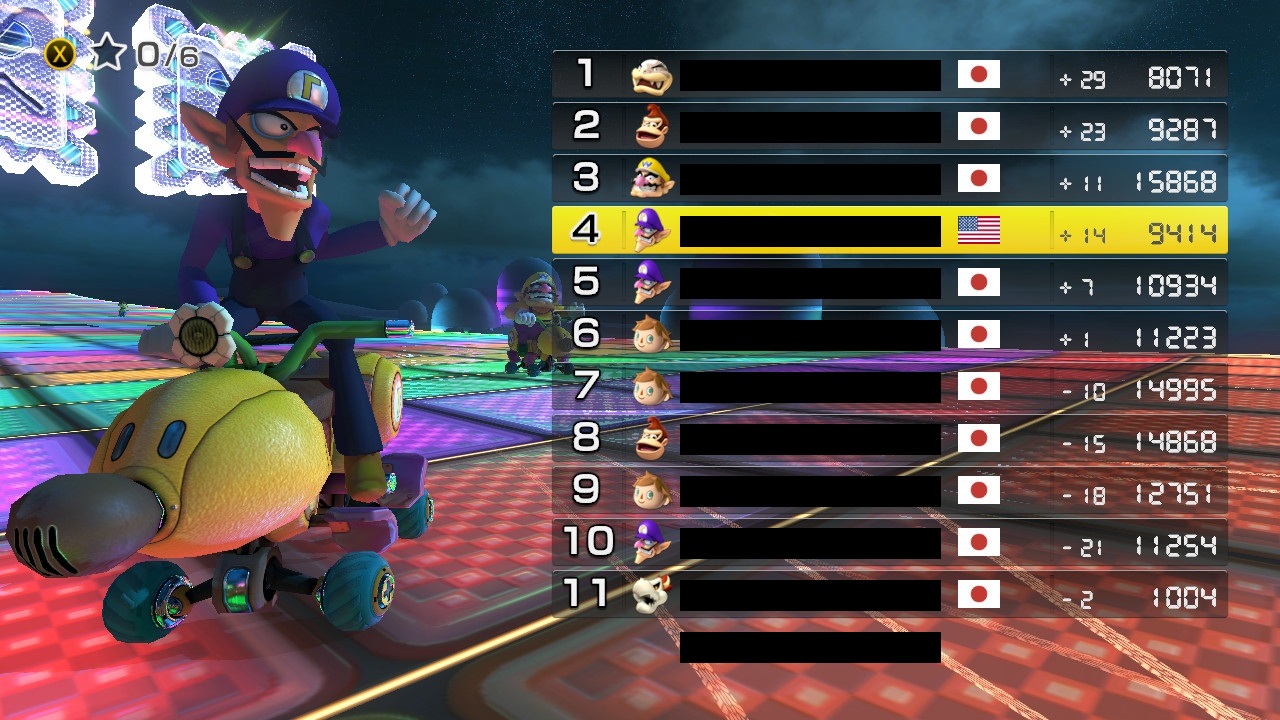 X 0/6
1 + 29 8071
2 + 23 9287
3 + 11 15868
4 + 14 9414
5 + 7 10934
6 + 1 11223
7 - 10 14995
8 - 15 14868
9 - 18 12751
10 - 21 11254
11 - 2 1004